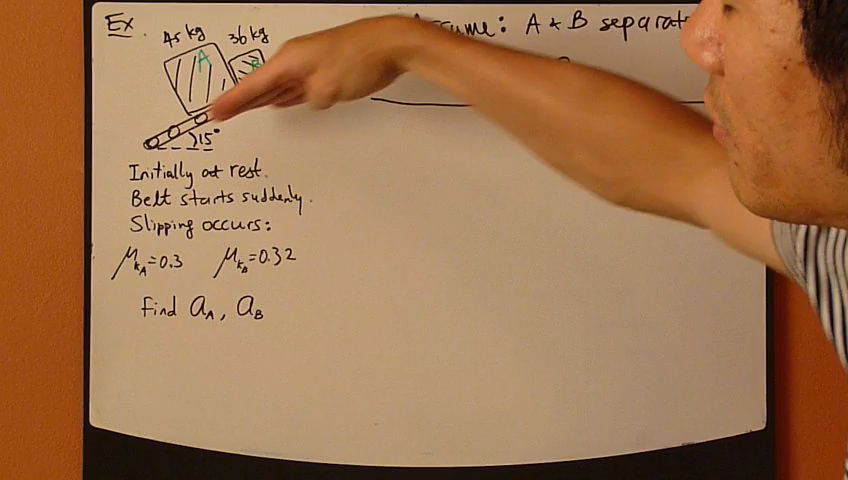 Ex.
45 kg 36 kg
A
15°
Assume: A & B separate
Initially at rest.
Belt starts suddenly.
Slipping occurs:
μkA=0.3 μkB=0.32
Find aA, aB